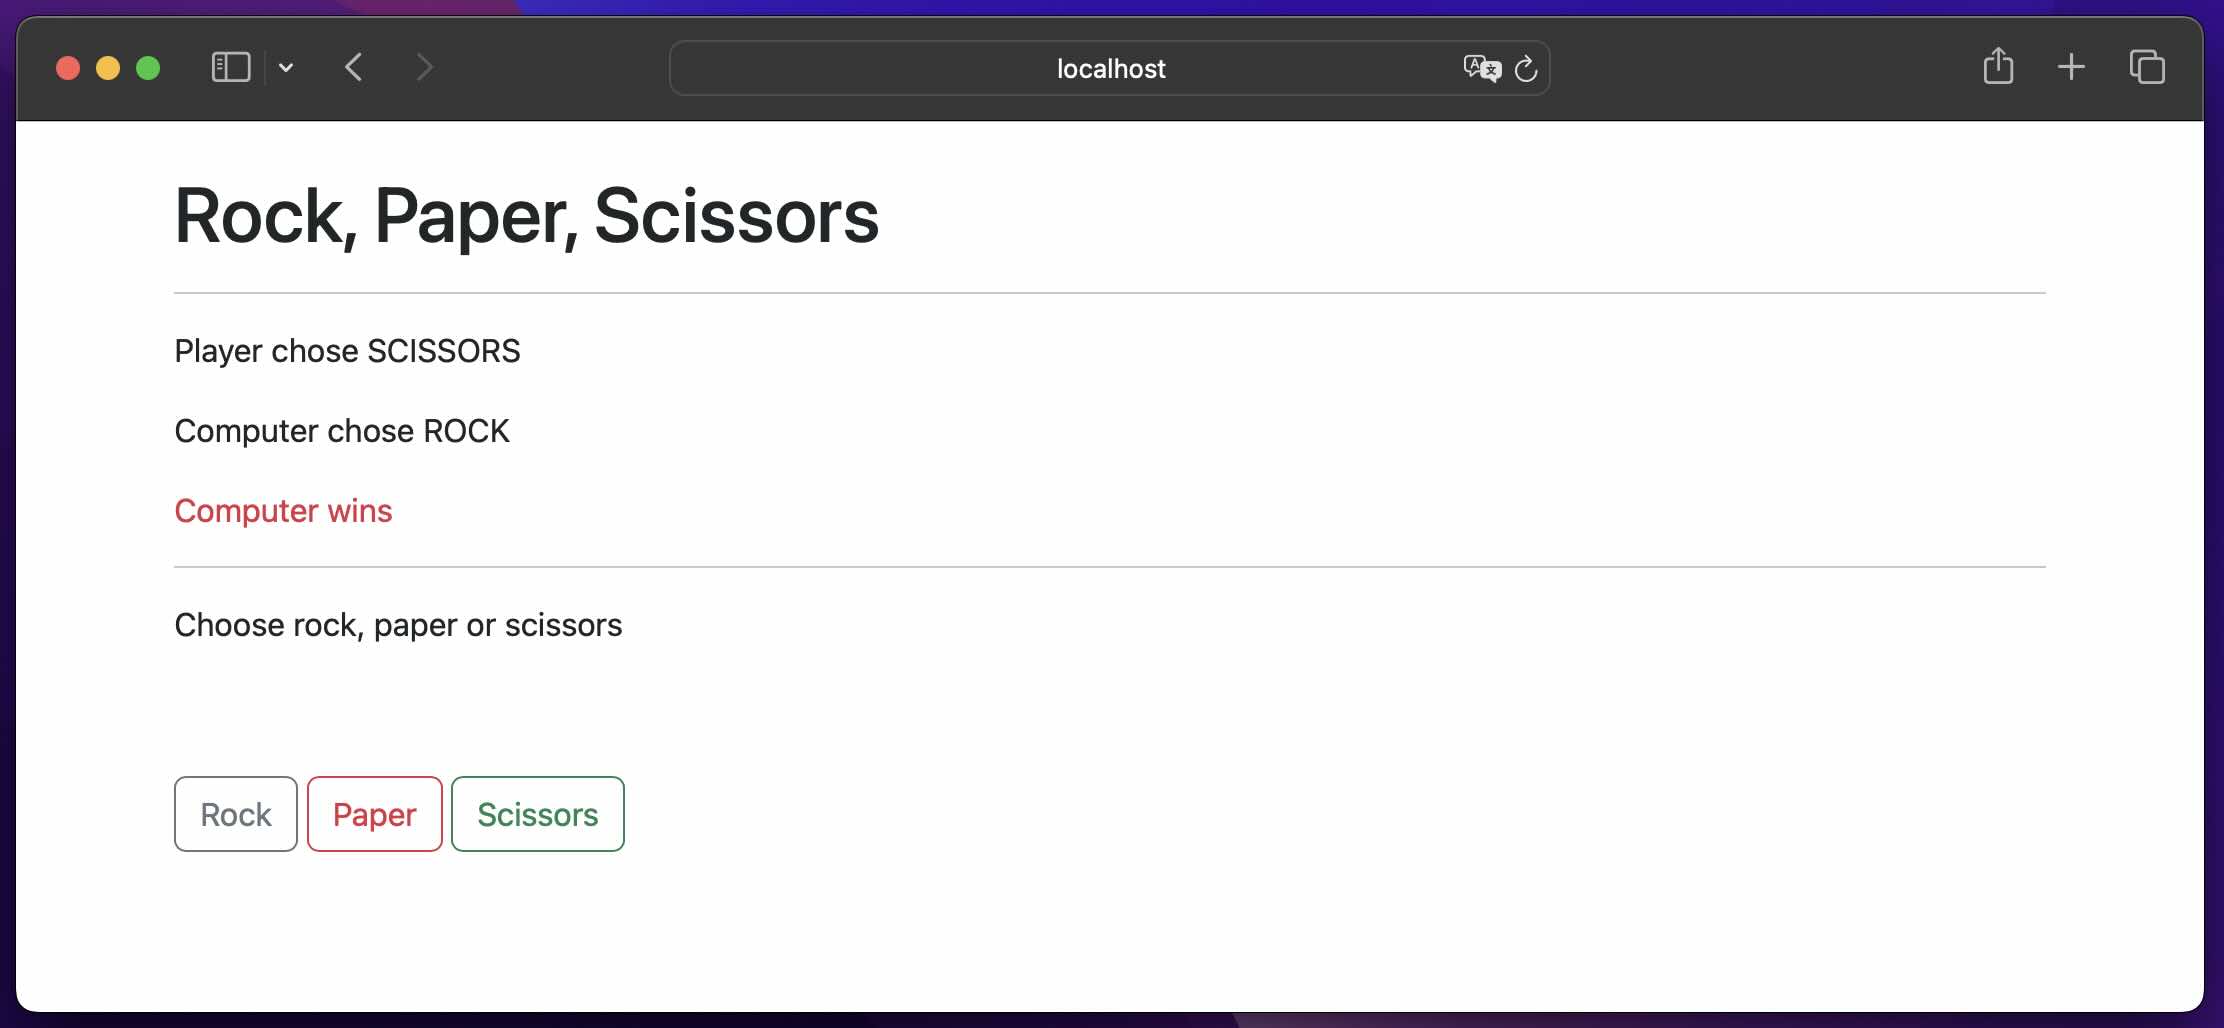 localhost
Rock, Paper, Scissors
Player chose SCISSORS
Computer chose ROCK
Computer wins
Choose rock, paper or scissors
Rock Paper Scissors